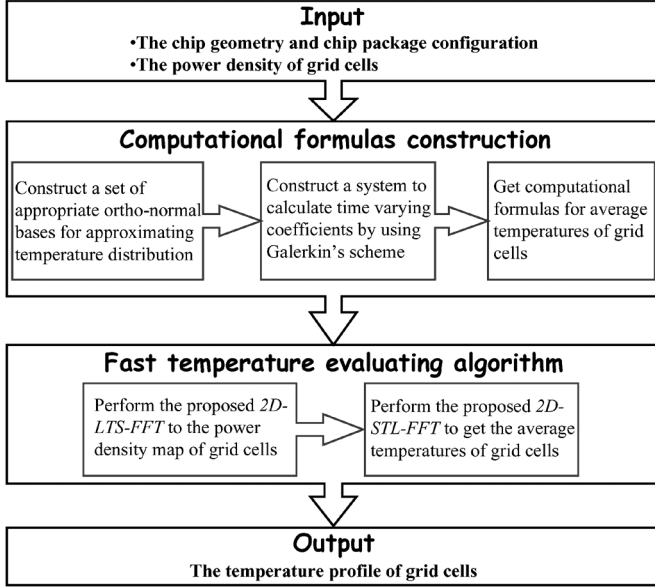 Input
•The chip geometry and chip package configuration
•The power density of grid cells
Computational formulas construction
Construct a set of
appropriate ortho-normal
bases for approximating
temperature distribution
Construct a system to
calculate time varying
coefficients by using
Galerkin's scheme
Get computational
formulas for average
temperatures of grid
cells
Fast temperature evaluating algorithm
Perform the proposed 2D-
LTS-FFT to the power
density map of grid cells
Perform the proposed 2D-
STL-FFT to get the average
temperatures of grid cells
Output
The temperature profile of grid cells